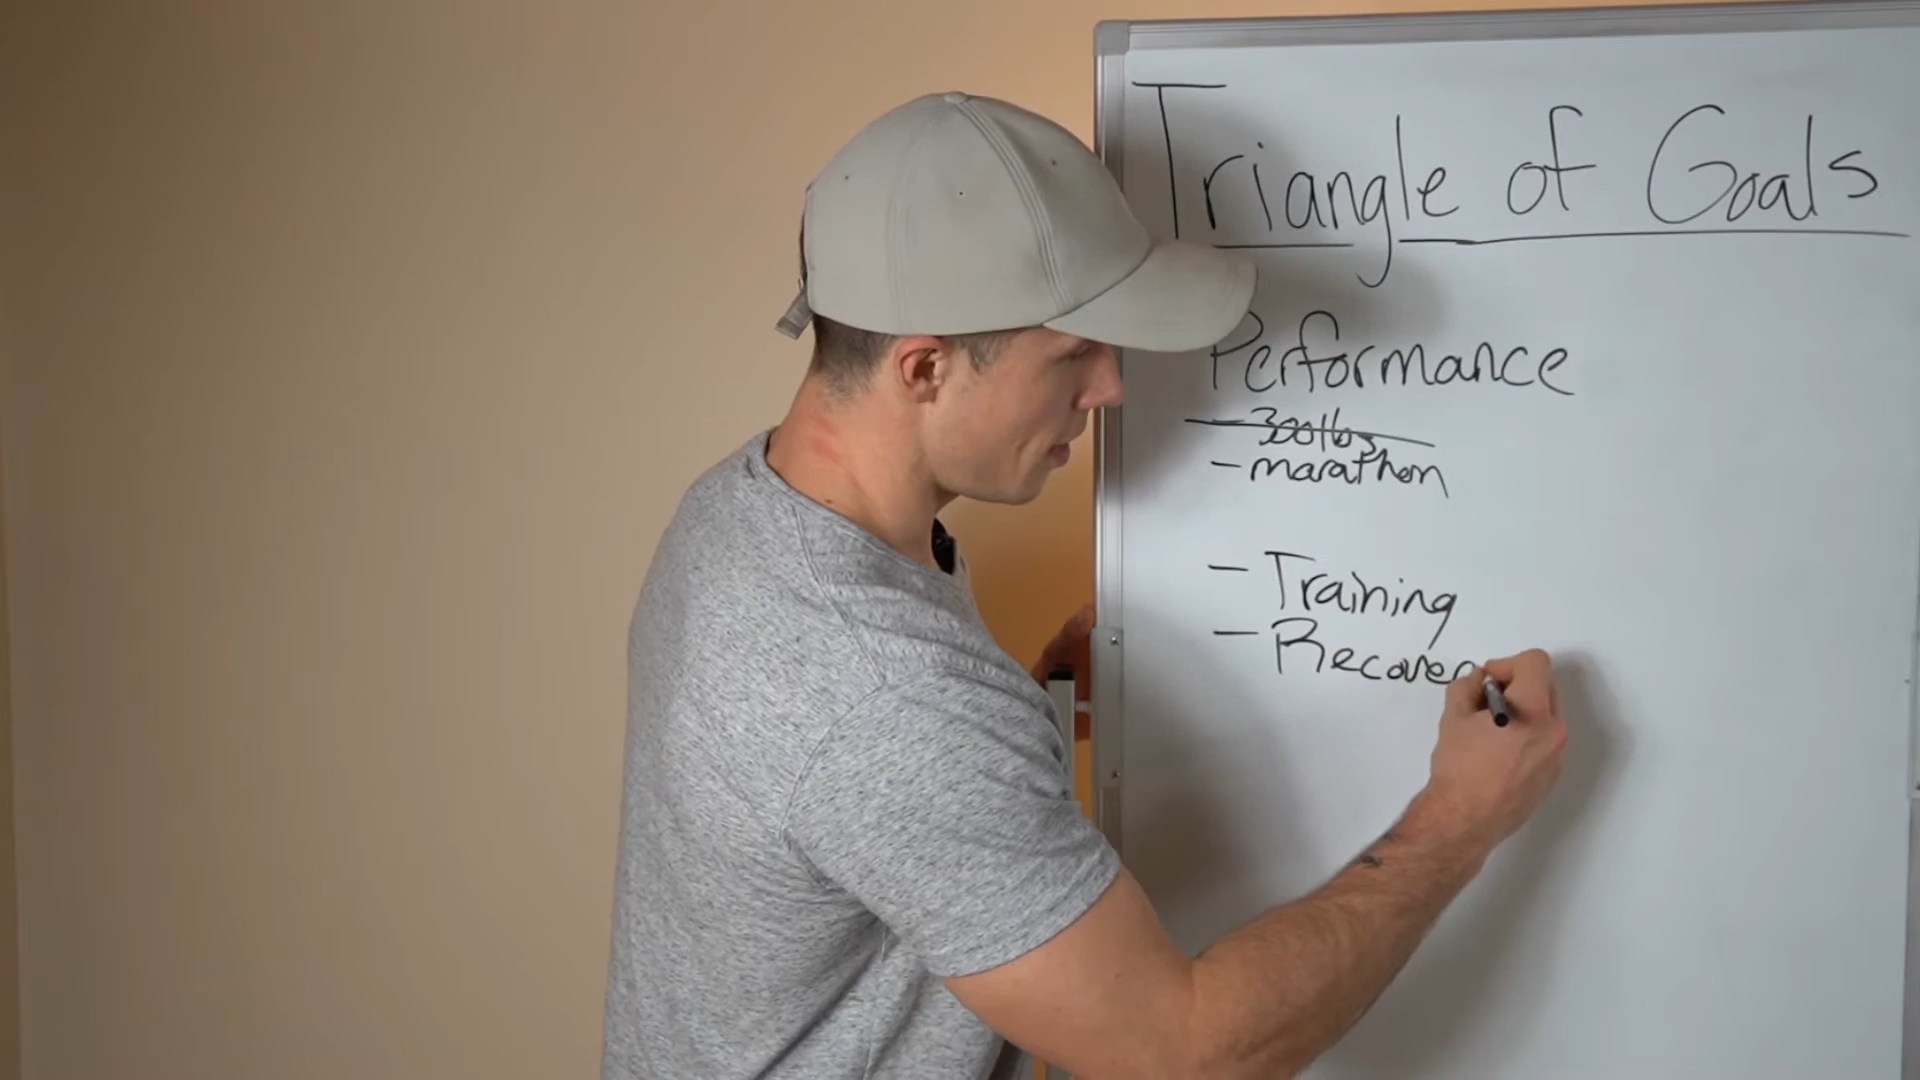 Triangle of Goals
Performance
- 300lbs
- marathon
- Training
- Recover